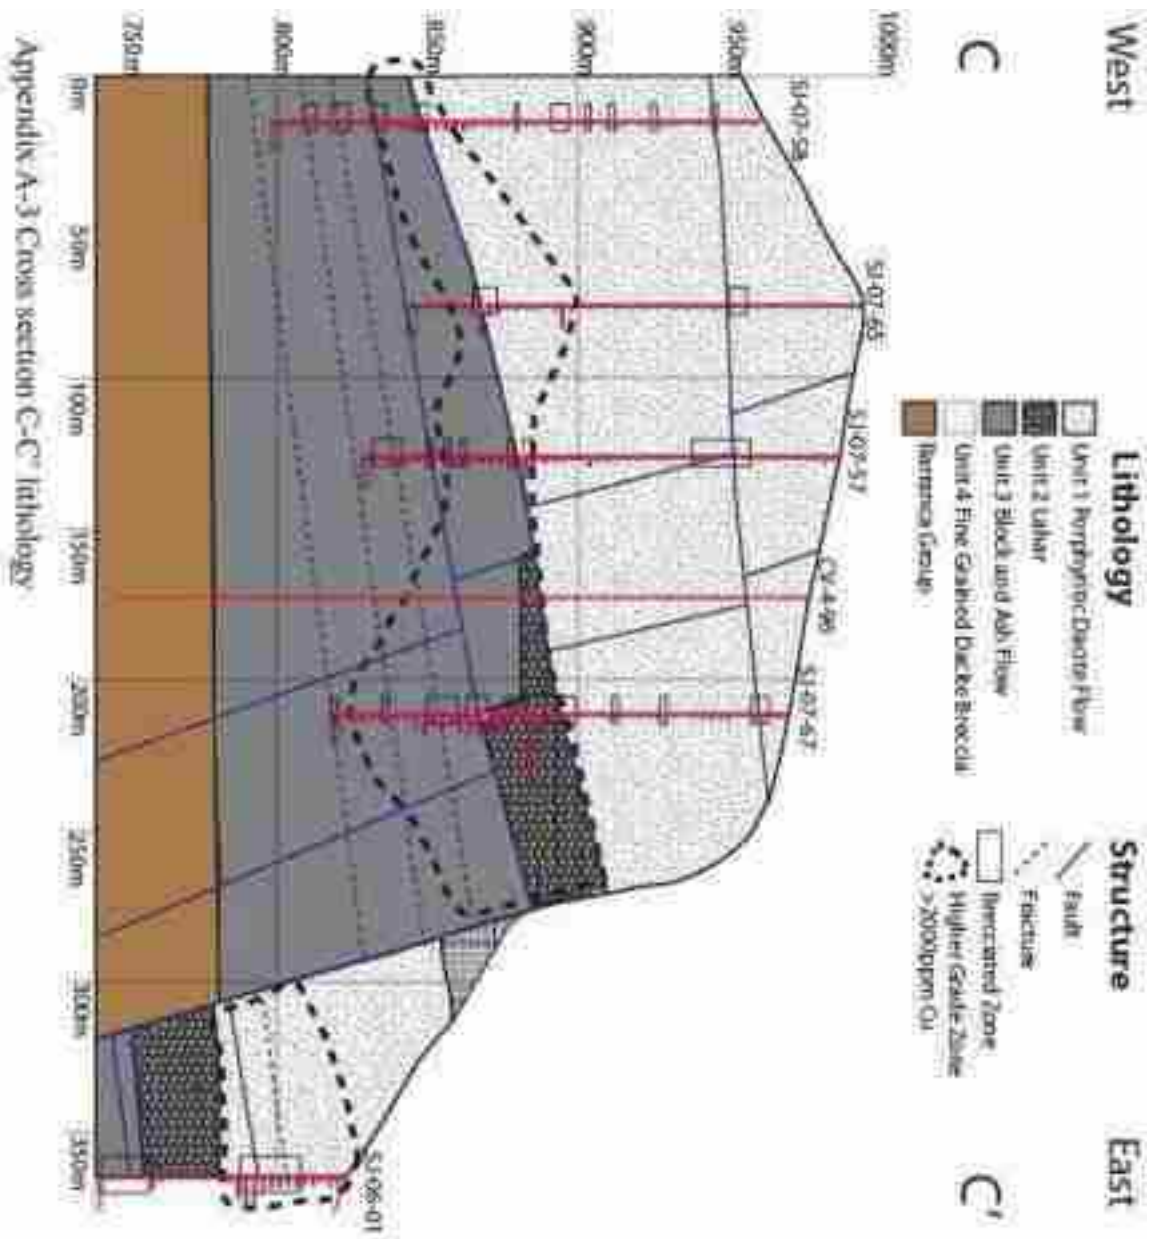 West
East
C
C'
Lithology
Unit 1 Porphyritic Dacite Flow
Unit 2 Lahar
Unit 3 Block and Ash Flow
Unit 4 Fine Grained Dacite Breccia
Group
Structure
Fault
Fracture
Brecciated Zone
Higher Grade Zone
>2000ppm Cu
1000m
950m
900m
850m
800m
750m
SJ-07-58
SJ-07-65
SJ-07-57
CV-4-96
SJ-07-67
SJ-06-01
0m
50m
100m
150m
200m
250m
300m
350m
Appendix A-3 Cross section C-C' lithology